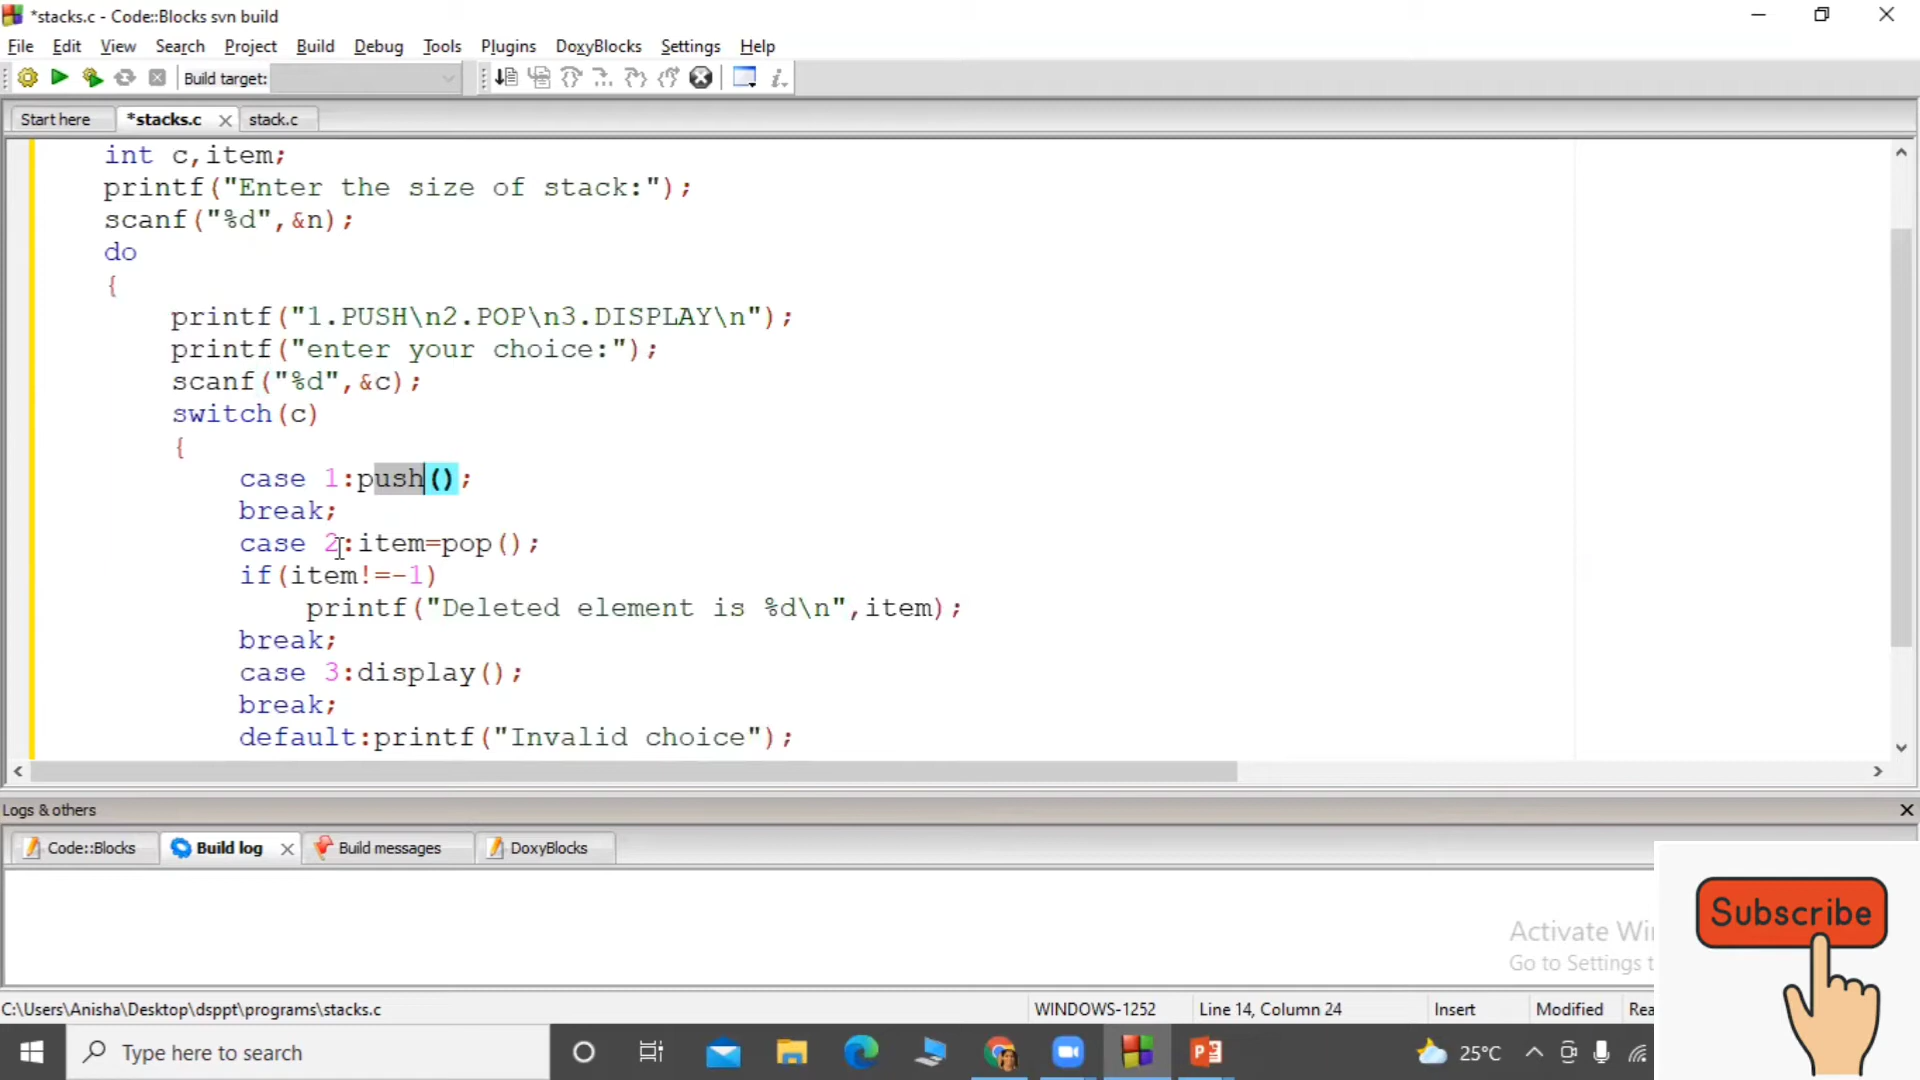 *stacks.c - Code::Blocks svn build
File Edit View Search Project Build Debug Tools Plugins DoxyBlocks Settings Help
Build target:
Start here *stacks.c stack.c
int c,item;
printf("Enter the size of stack:");
scanf("%d",&n);
do
{
printf("1.PUSH\n2.POP\n3.DISPLAY\n");
printf("enter your choice:");
scanf("%d",&c);
switch(c)
{
case 1:push();
break;
case 2:item=pop();
if(item!=-1)
printf("Deleted element is %d\n",item);
break;
case 3:display();
break;
default:printf("Invalid choice");
Logs & others
Code::Blocks Build log Build messages DoxyBlocks
Activate Wi
Go to Settings t
Subscribe
C:\Users\Anisha\Desktop\dsppt\programs\stacks.c WINDOWS-1252 Line 14, Column 24 Insert Modified Rea
Type here to search 25°C